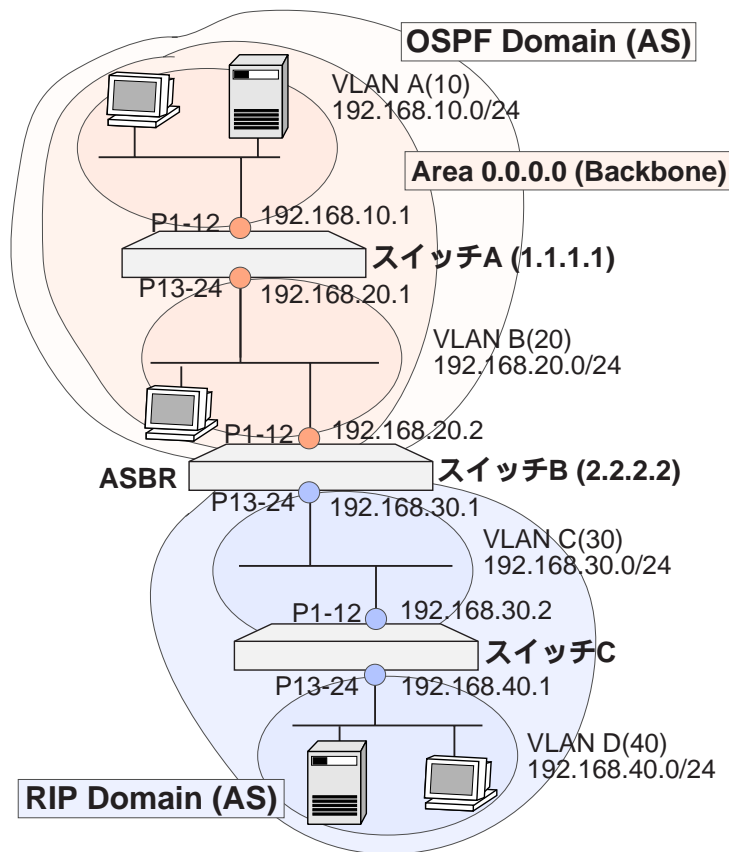 OSPF Domain (AS)
VLAN A(10)
192.168.10.0/24
Area 0.0.0.0 (Backbone)
P1-12
192.168.10.1
スイッチA (1.1.1.1)
P13-24
192.168.20.1
VLAN B(20)
192.168.20.0/24
P1-12
192.168.20.2
ASBR
スイッチB (2.2.2.2)
P13-24
192.168.30.1
VLAN C(30)
192.168.30.0/24
P1-12
192.168.30.2
スイッチC
P13-24
192.168.40.1
VLAN D(40)
192.168.40.0/24
RIP Domain (AS)